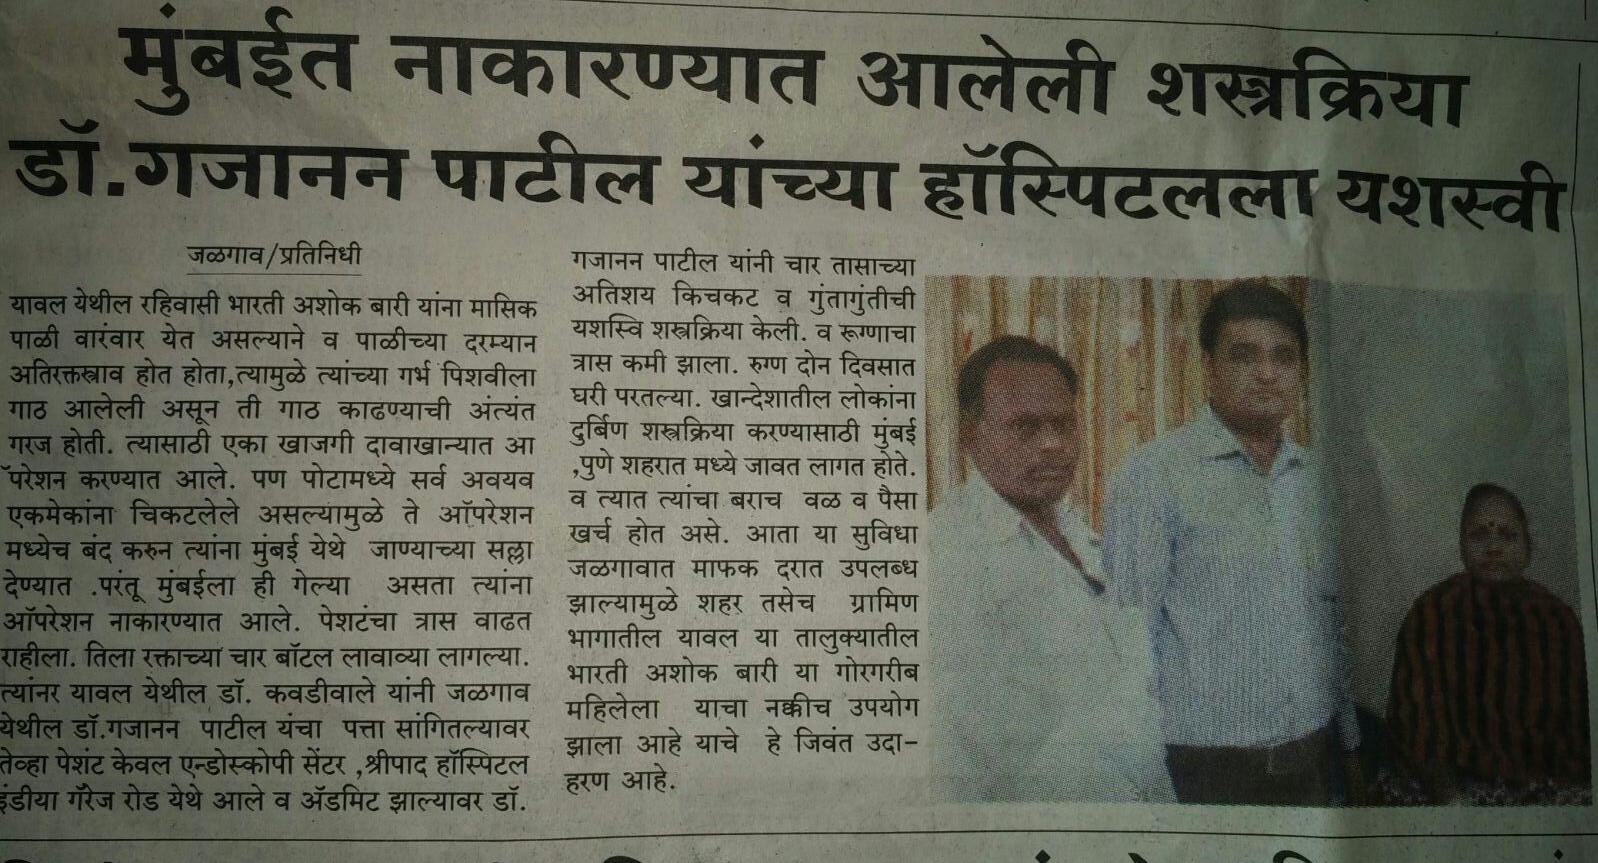 मुंबईत नाकारण्यात आलेली शस्त्रक्रिया
डॉ.गजानन पाटील यांच्या हॉस्पिटलला यशस्वी
जळगाव/प्रतिनिधी
यावल येथील रहिवासी भारती अशोक बारी यांना मासिक
पाळी वारंवार येत असल्याने व पाळीच्या दरम्यान
अतिरक्तस्त्राव होत होता,त्यामुळे त्यांच्या गर्भ पिशवीला
गाठ आलेली असून ती गाठ काढण्याची अंत्यंत
गरज होती. त्यासाठी एका खाजगी दावाखान्यात आ
ॅपरेशन करण्यात आले. पण पोटामध्ये सर्व अवयव
एकमेकांना चिकटलेले असल्यामुळे ते ऑपरेशन
मध्येच बंद करुन त्यांना मुंबई येथे जाण्याच्या सल्ला
देण्यात .परंतू मुंबईला ही गेल्या असता त्यांना
ऑपरेशन नाकारण्यात आले. पेशटंचा त्रास वाढत
राहीला. तिला रक्ताच्या चार बॉटल लावाव्या लागल्या.
त्यांनर यावल येथील डॉ. कवडीवाले यांनी जळगाव
येथील डॉ.गजानन पाटील यंचा पत्ता सांगितल्यावर
तेव्हा पेशंट केवल एन्डोस्कोपी सेंटर ,श्रीपाद हॉस्पिटल
इंडीया गॅरेज रोड येथे आले व अ‍ॅडमिट झाल्यावर डॉ.
गजानन पाटील यांनी चार तासाच्या
अतिशय किचकट व गुंतागुंतीची
यशस्वि शस्त्रक्रिया केली. व रूग्णाचा
त्रास कमी झाला. रुग्ण दोन दिवसात
घरी परतल्या. खान्देशातील लोकांना
दुर्बिण शस्त्रक्रिया करण्यासाठी मुंबई
,पुणे शहरात मध्ये जावत लागत होते.
व त्यात त्यांचा बराच वळ व पैसा
खर्च होत असे. आता या सुविधा
जळगावात माफक दरात उपलब्ध
झाल्यामुळे शहर तसेच ग्रामिण
भागातील यावल या तालुक्यातील
भारती अशोक बारी या गोरगरीब
महिलेला याचा नक्कीच उपयोग
झाला आहे याचे हे जिवंत उदा-
हरण आहे.